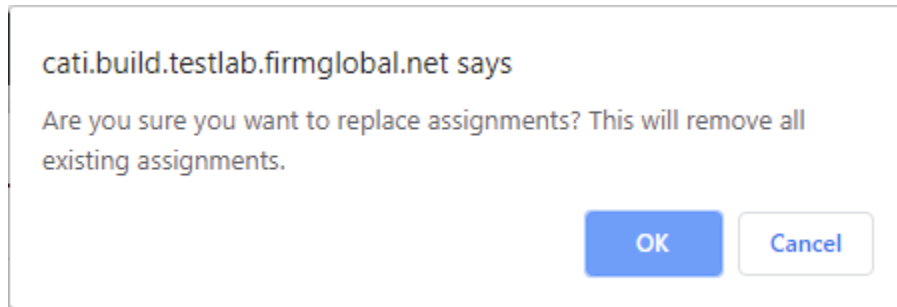 cati.build.testlab.firmglobal.net says
Are you sure you want to replace assignments? This will remove all
existing assignments.
OK
Cancel